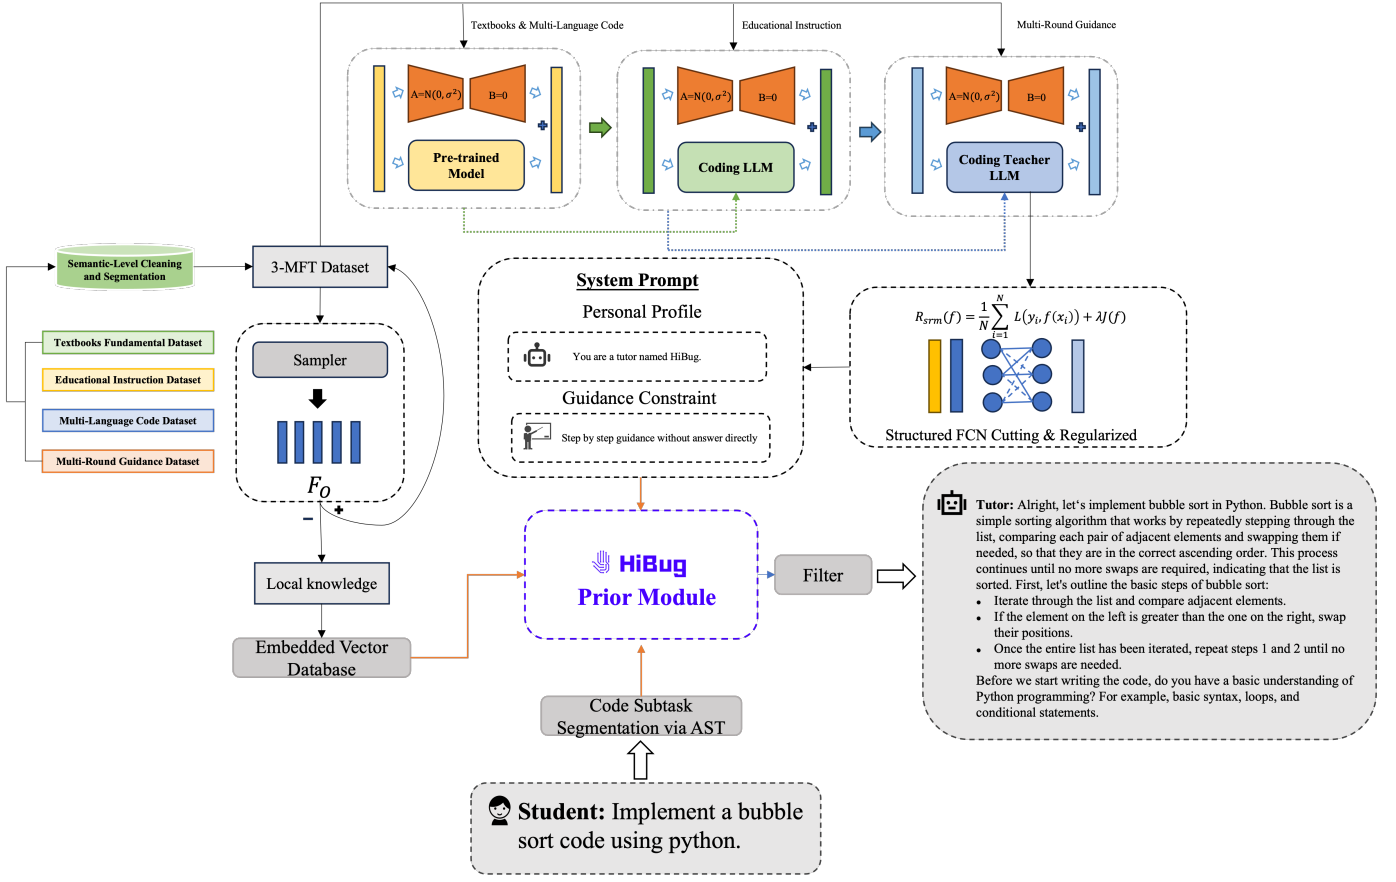 Textbooks & Multi-Language Code
Educational Instruction
Multi-Round Guidance
A=N(0, σ²)
B=0
+
Pre-trained
Model
A=N(0, σ²)
B=0
+
Coding LLM
A=N(0, σ²)
B=0
+
Coding Teacher
LLM
Semantic-Level Cleaning
and Segmentation
3-MFT Dataset
Textbooks Fundamental Dataset
Educational Instruction Dataset
Multi-Language Code Dataset
Multi-Round Guidance Dataset
Sampler
F_O
− +
Local knowledge
Embedded Vector
Database
System Prompt
Personal Profile
You are a tutor named HiBug.
Guidance Constraint
Step by step guidance without answer directly
R_srm(f) = 1/N ∑_{i=1}^{N} L(y_i, f(x_i)) + λJ(f)
Structured FCN Cutting & Regularized
HiBug
Prior Module
Filter
Code Subtask
Segmentation via AST
Student: Implement a bubble
sort code using python.
Tutor: Alright, let‘s implement bubble sort in Python. Bubble sort is a
simple sorting algorithm that works by repeatedly stepping through the
list, comparing each pair of adjacent elements and swapping them if
needed, so that they are in the correct ascending order. This process
continues until no more swaps are required, indicating that the list is
sorted. First, let's outline the basic steps of bubble sort:
• Iterate through the list and compare adjacent elements.
• If the element on the left is greater than the one on the right, swap
their positions.
• Once the entire list has been iterated, repeat steps 1 and 2 until no
more swaps are needed.
Before we start writing the code, do you have a basic understanding of
Python programming? For example, basic syntax, loops, and
conditional statements.